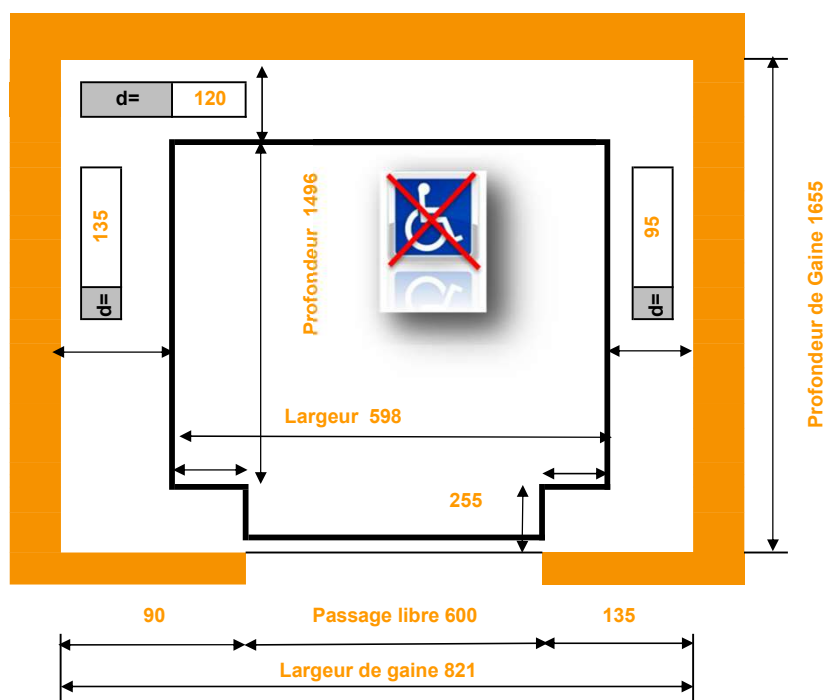 d= 120
135 d=
Profondeur 1496
95 d=
Profondeur de Gaine 1655
Largeur 598
255
90 Passage libre 600 135
Largeur de gaine 821